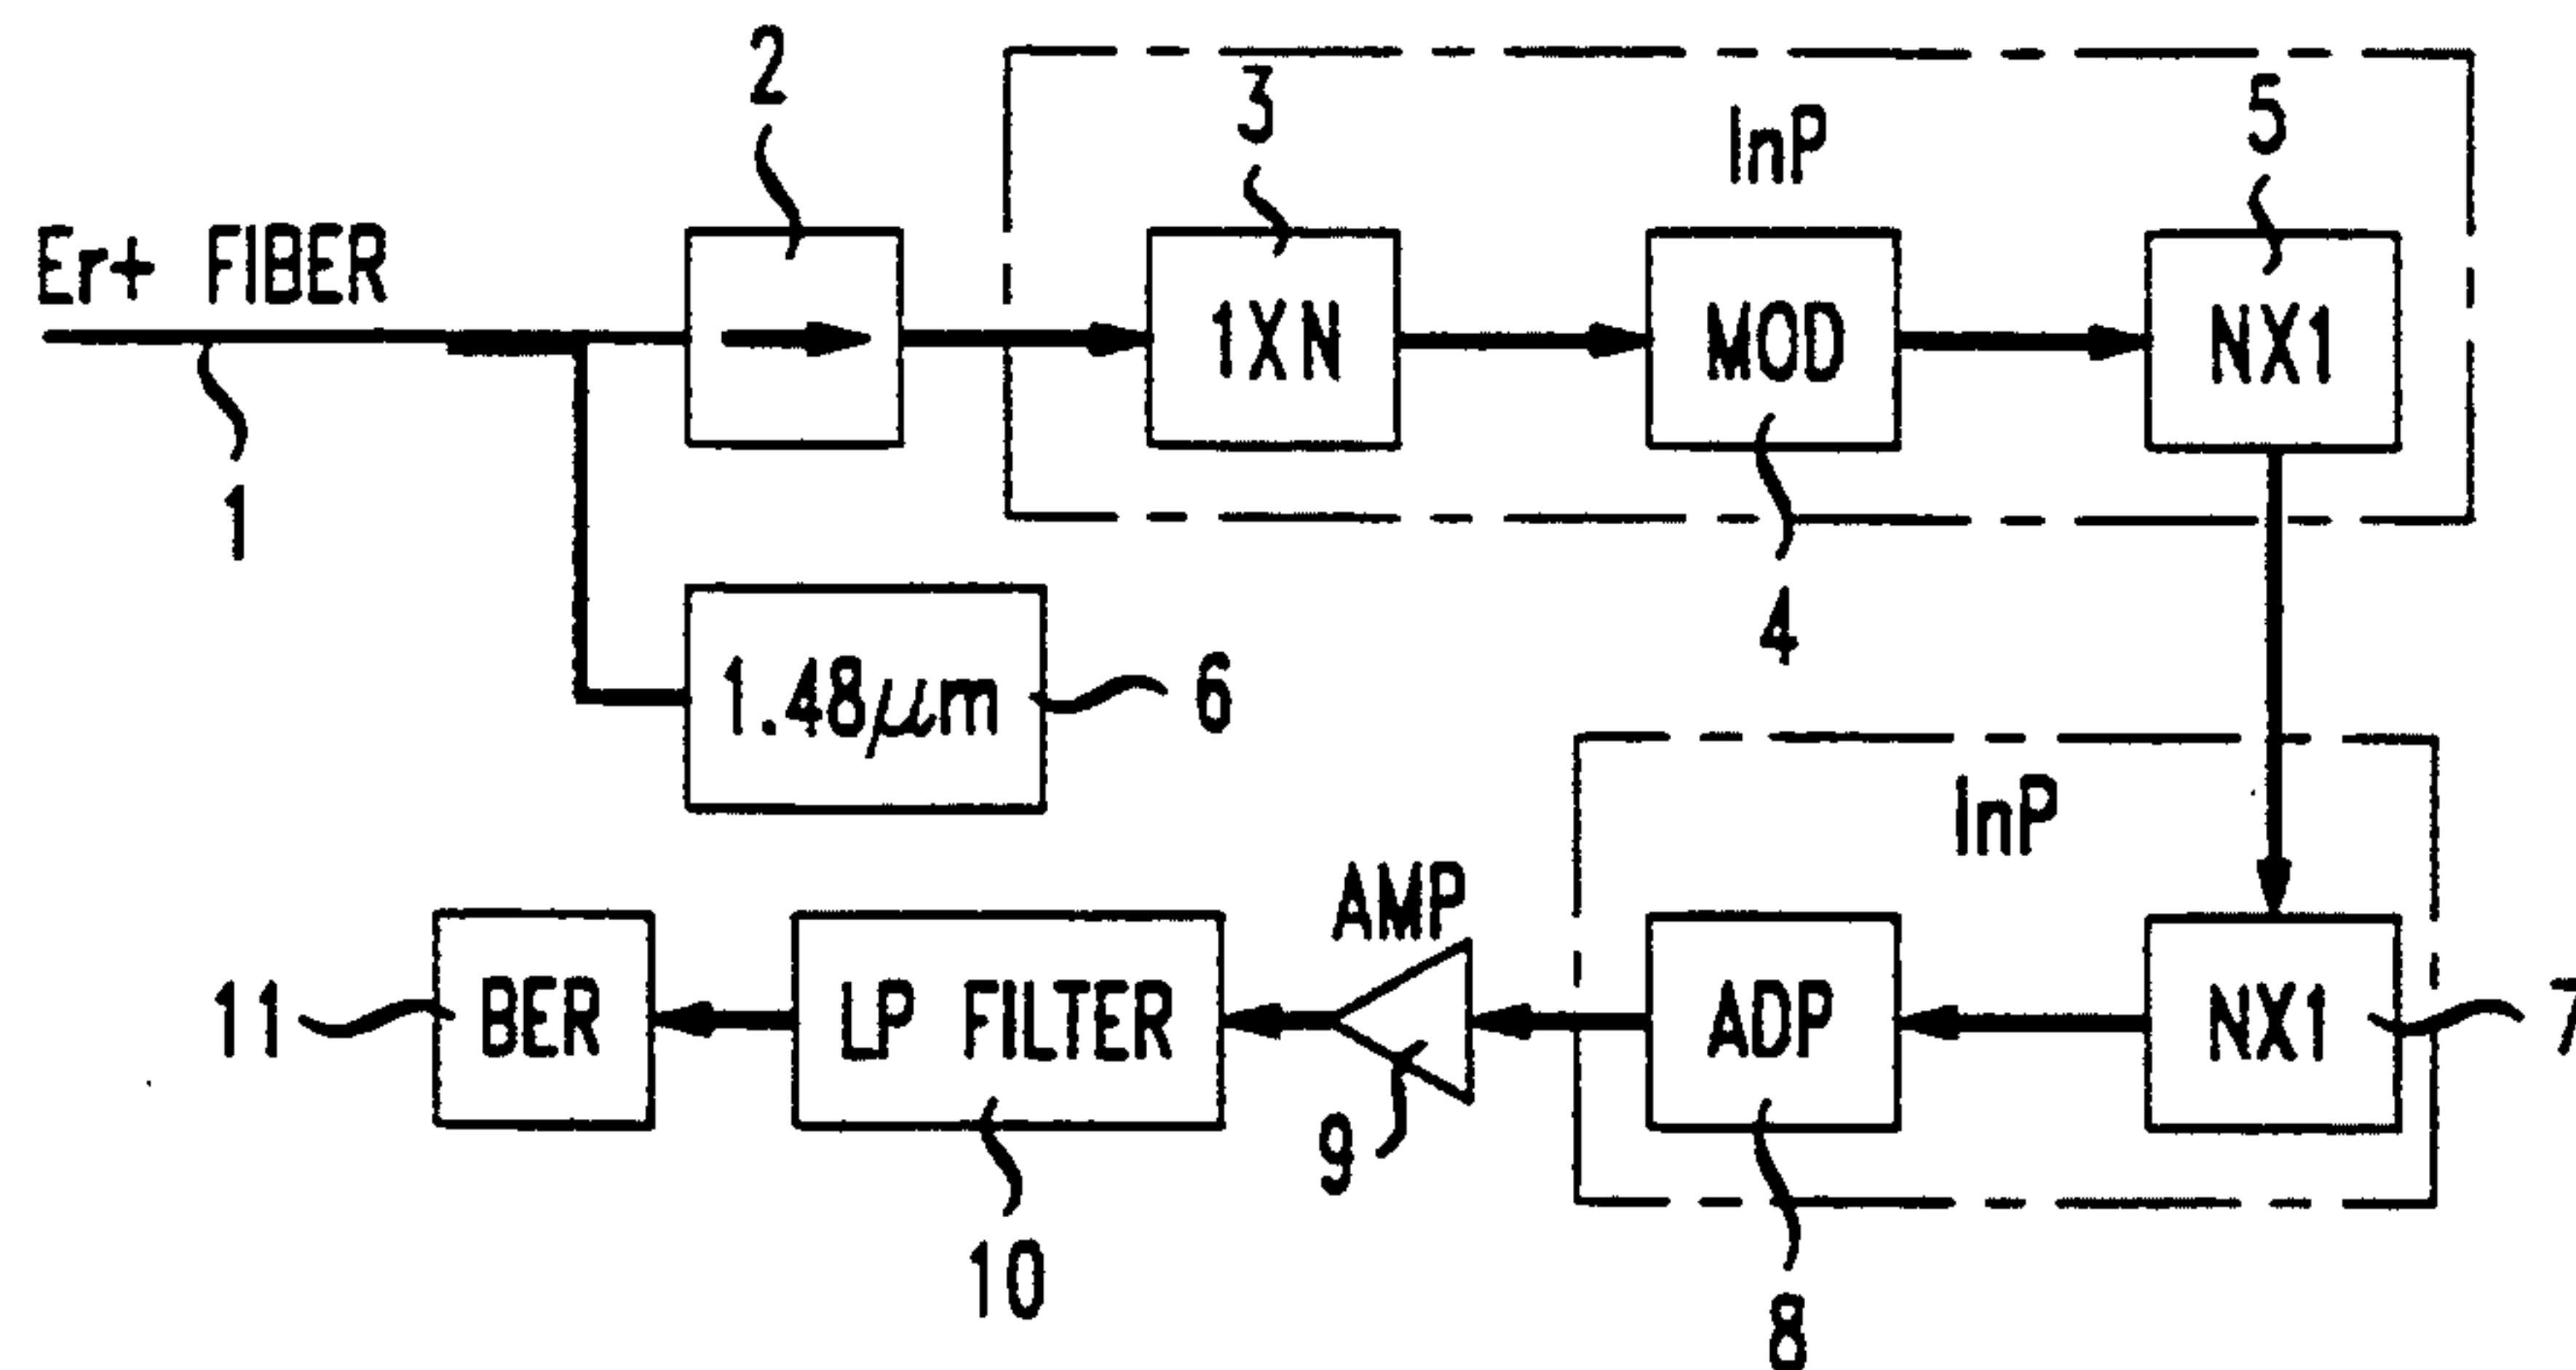 2
3
InP
5
Er+ FIBER
1XN
MOD
NX1
1
4
1.48μm
6
InP
AMP
11
BER
LP FILTER
ADP
NX1
7
9
10
8